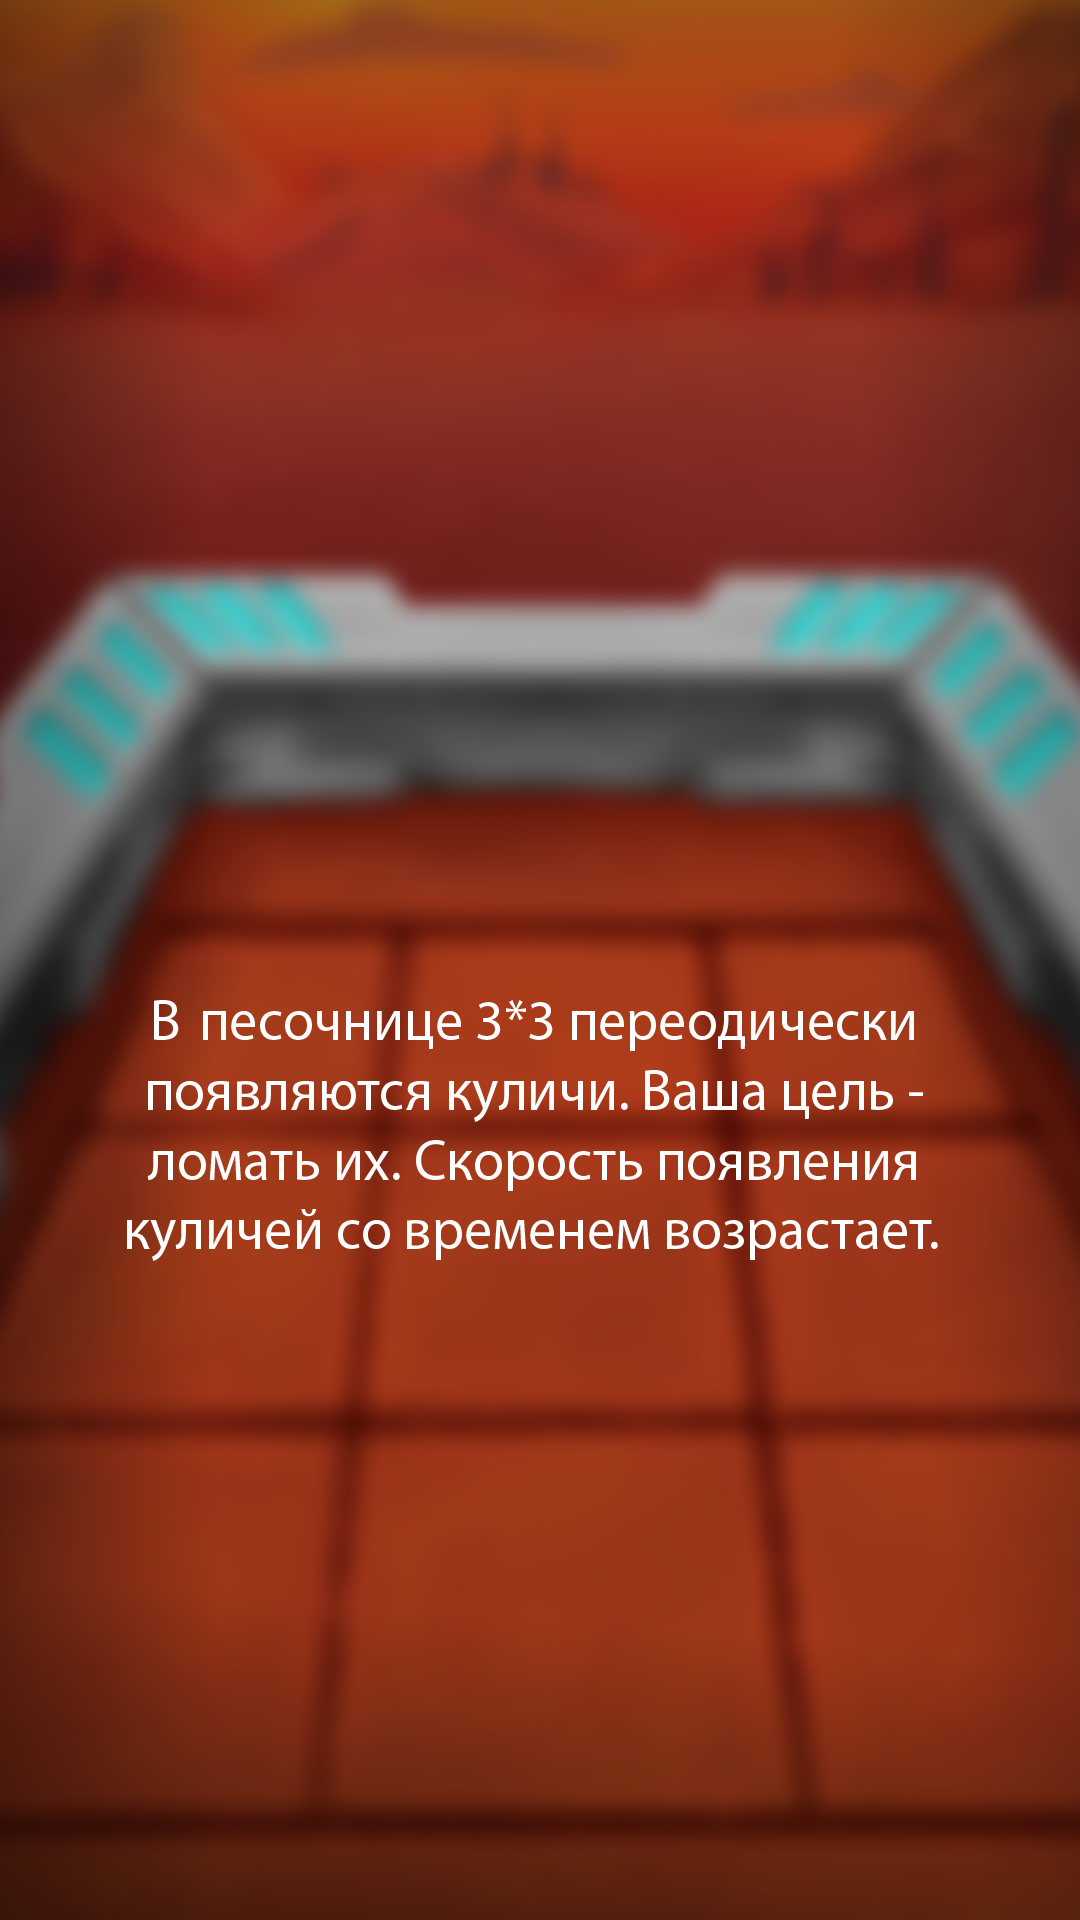 В песочнице 3*3 переодически
появляются куличи. Ваша цель -
ломать их. Скорость появления
куличей со временем возрастает.